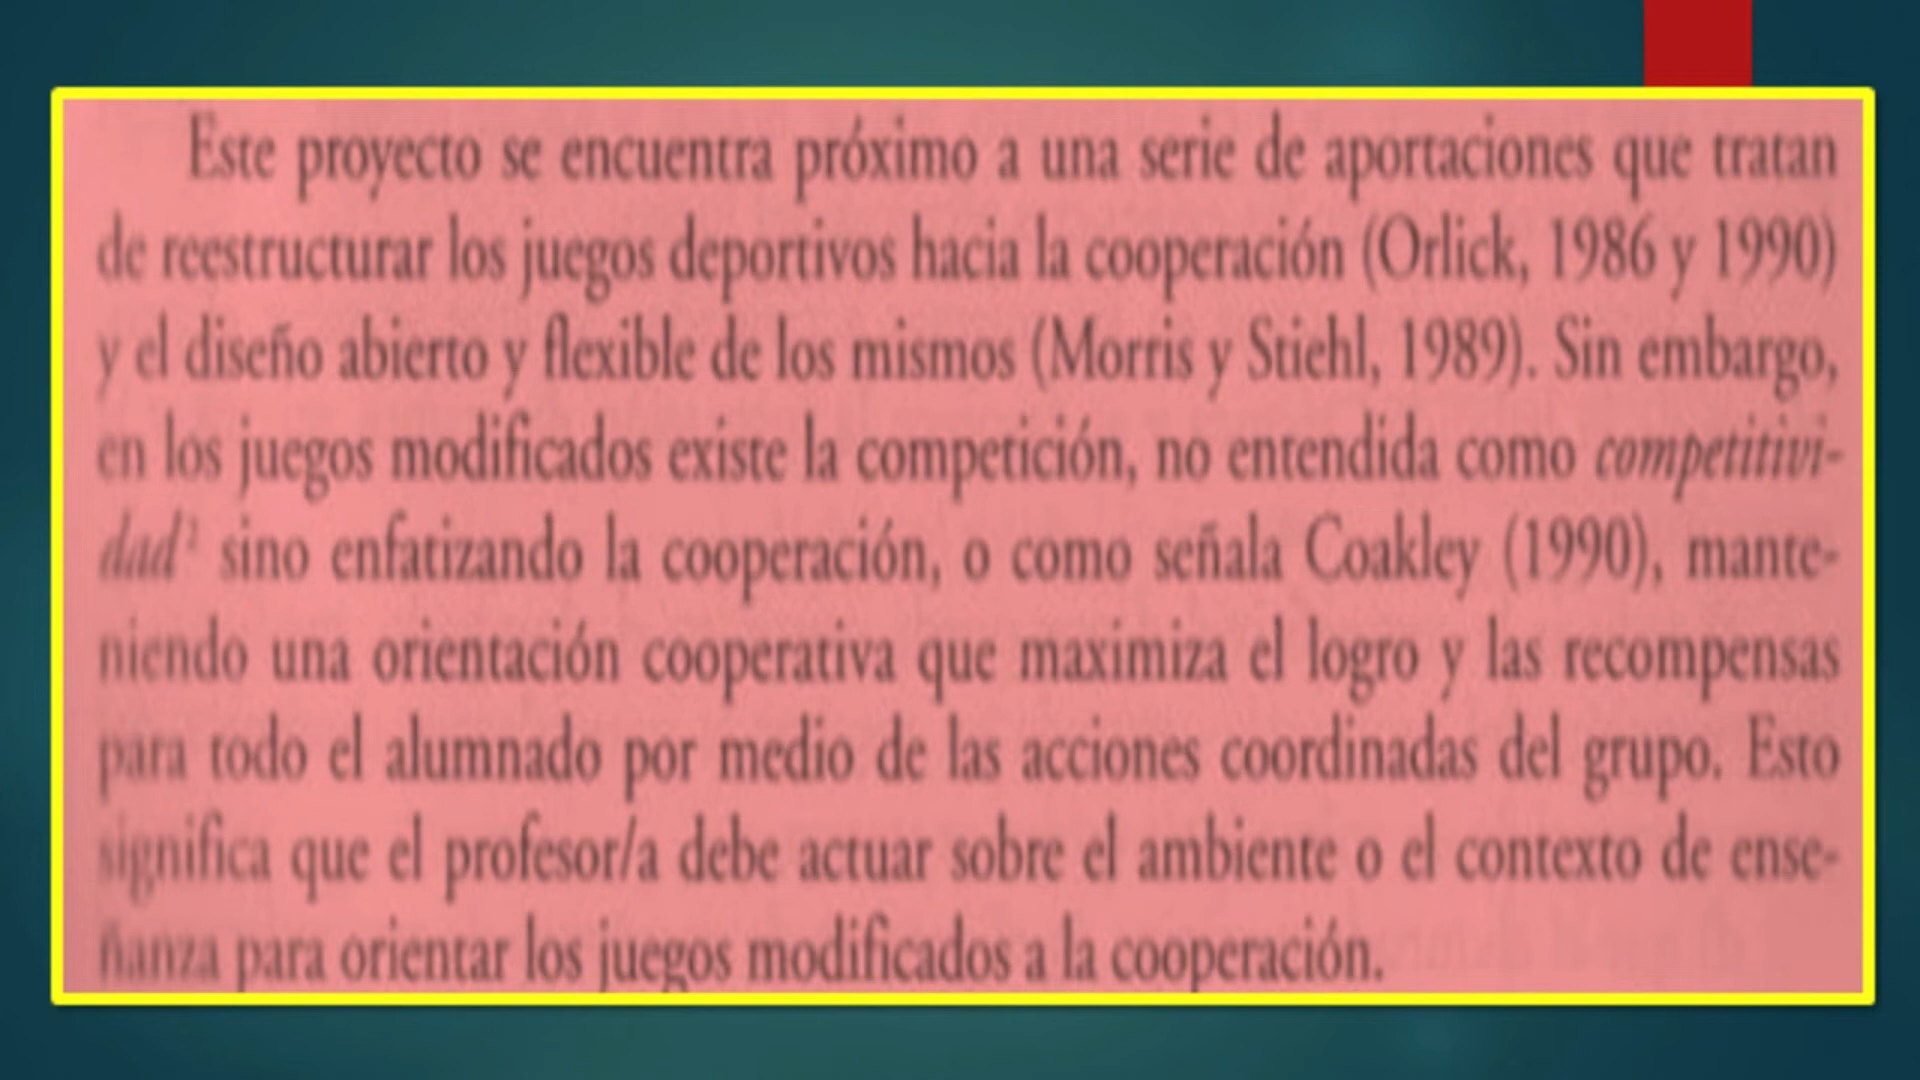 Este proyecto se encuentra próximo a una serie de aportaciones que tratan
de reestructurar los juegos deportivos hacia la cooperación (Orlick, 1986 y 1990)
y el diseño abierto y flexible de los mismos (Morris y Stiehl, 1989). Sin embargo,
en los juegos modificados existe la competición, no entendida como competitivi-
dad² sino enfatizando la cooperación, o como señala Coakley (1990), mante-
niendo una orientación cooperativa que maximiza el logro y las recompensas
para todo el alumnado por medio de las acciones coordinadas del grupo. Esto
significa que el profesor/a debe actuar sobre el ambiente o el contexto de ense-
ñanza para orientar los juegos modificados a la cooperación.